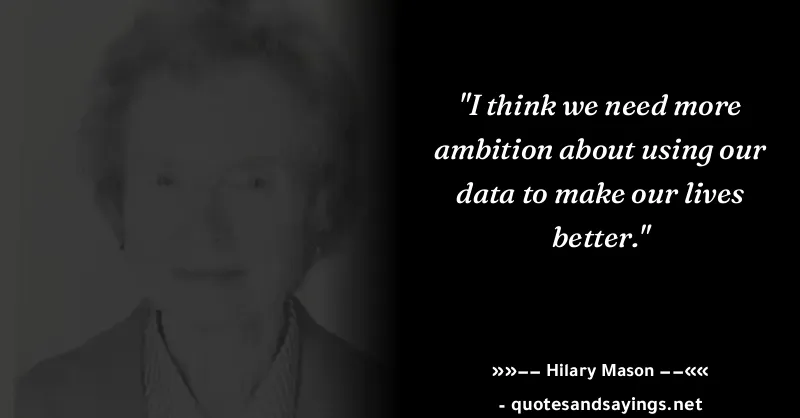 "I think we need more
ambition about using our
data to make our lives
better."
»»–– Hilary Mason ––««
- quotesandsayings.net